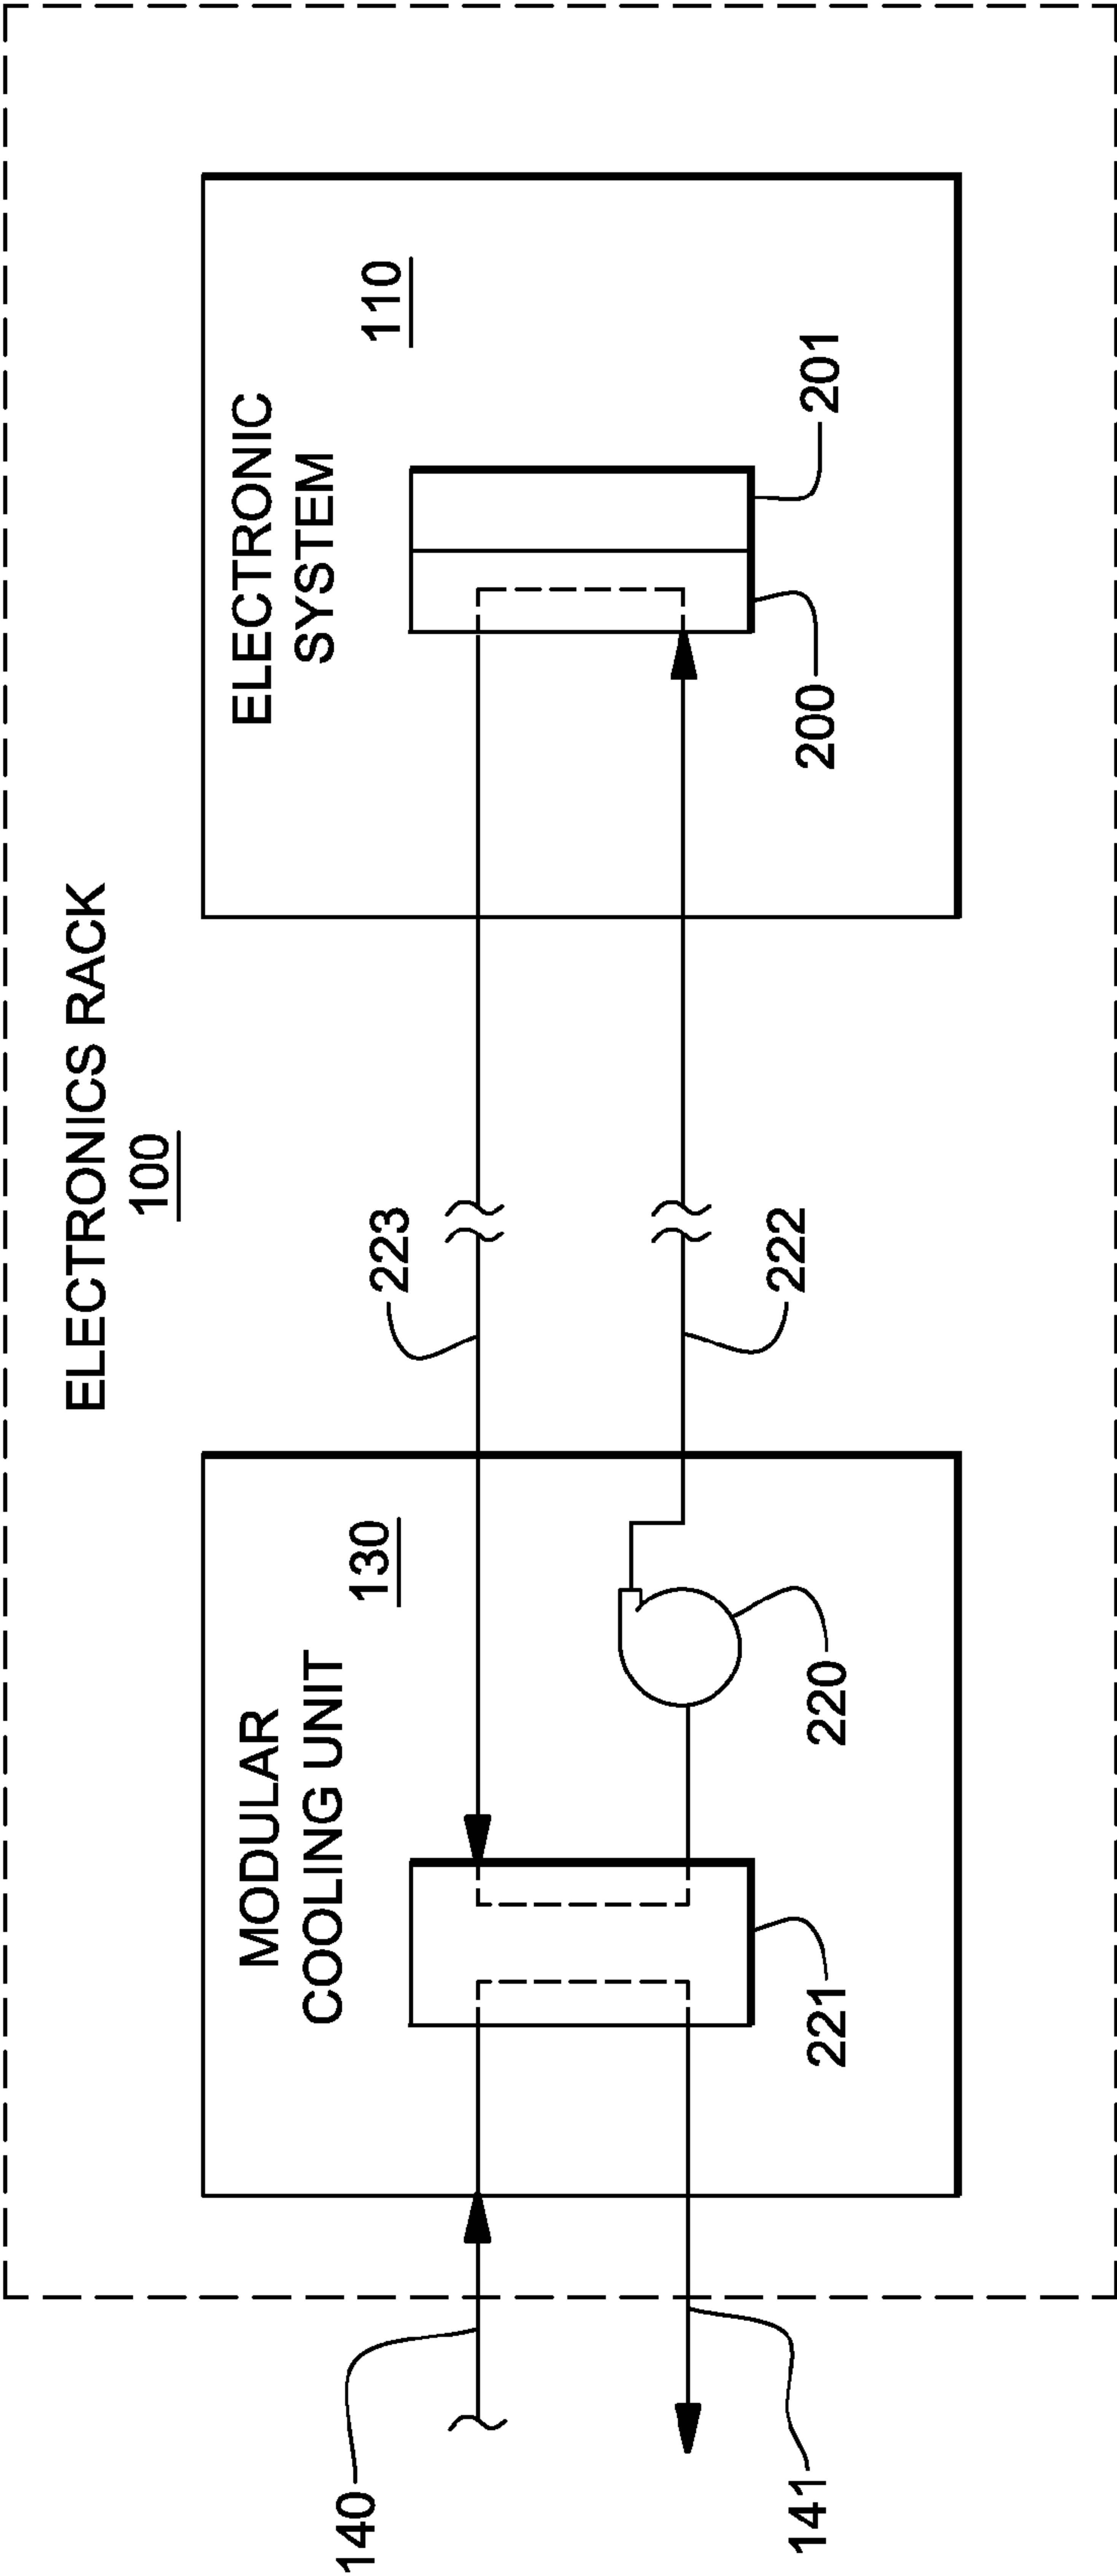 ELECTRONICS RACK
100
MODULAR
COOLING UNIT
130
ELECTRONIC
SYSTEM
110
223
222
140
141
221
220
200
201